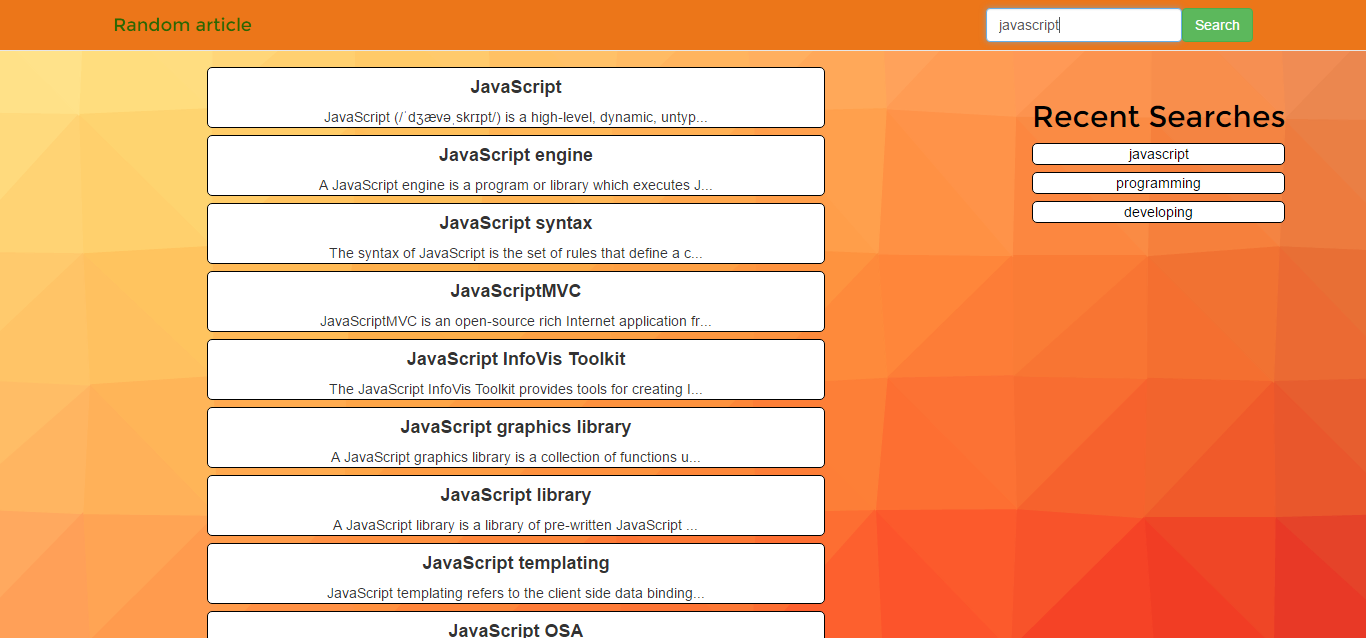 Random article
javascript
Search
JavaScript
JavaScript (/ˈdʒævəˌskrɪpt/) is a high-level, dynamic, untyp...
JavaScript engine
A JavaScript engine is a program or library which executes J...
JavaScript syntax
The syntax of JavaScript is the set of rules that define a c...
JavaScriptMVC
JavaScriptMVC is an open-source rich Internet application fr...
JavaScript InfoVis Toolkit
The JavaScript InfoVis Toolkit provides tools for creating I...
JavaScript graphics library
A JavaScript graphics library is a collection of functions u...
JavaScript library
A JavaScript library is a library of pre-written JavaScript ...
JavaScript templating
JavaScript templating refers to the client side data binding...
JavaScript OSA
Recent Searches
javascript
programming
developing